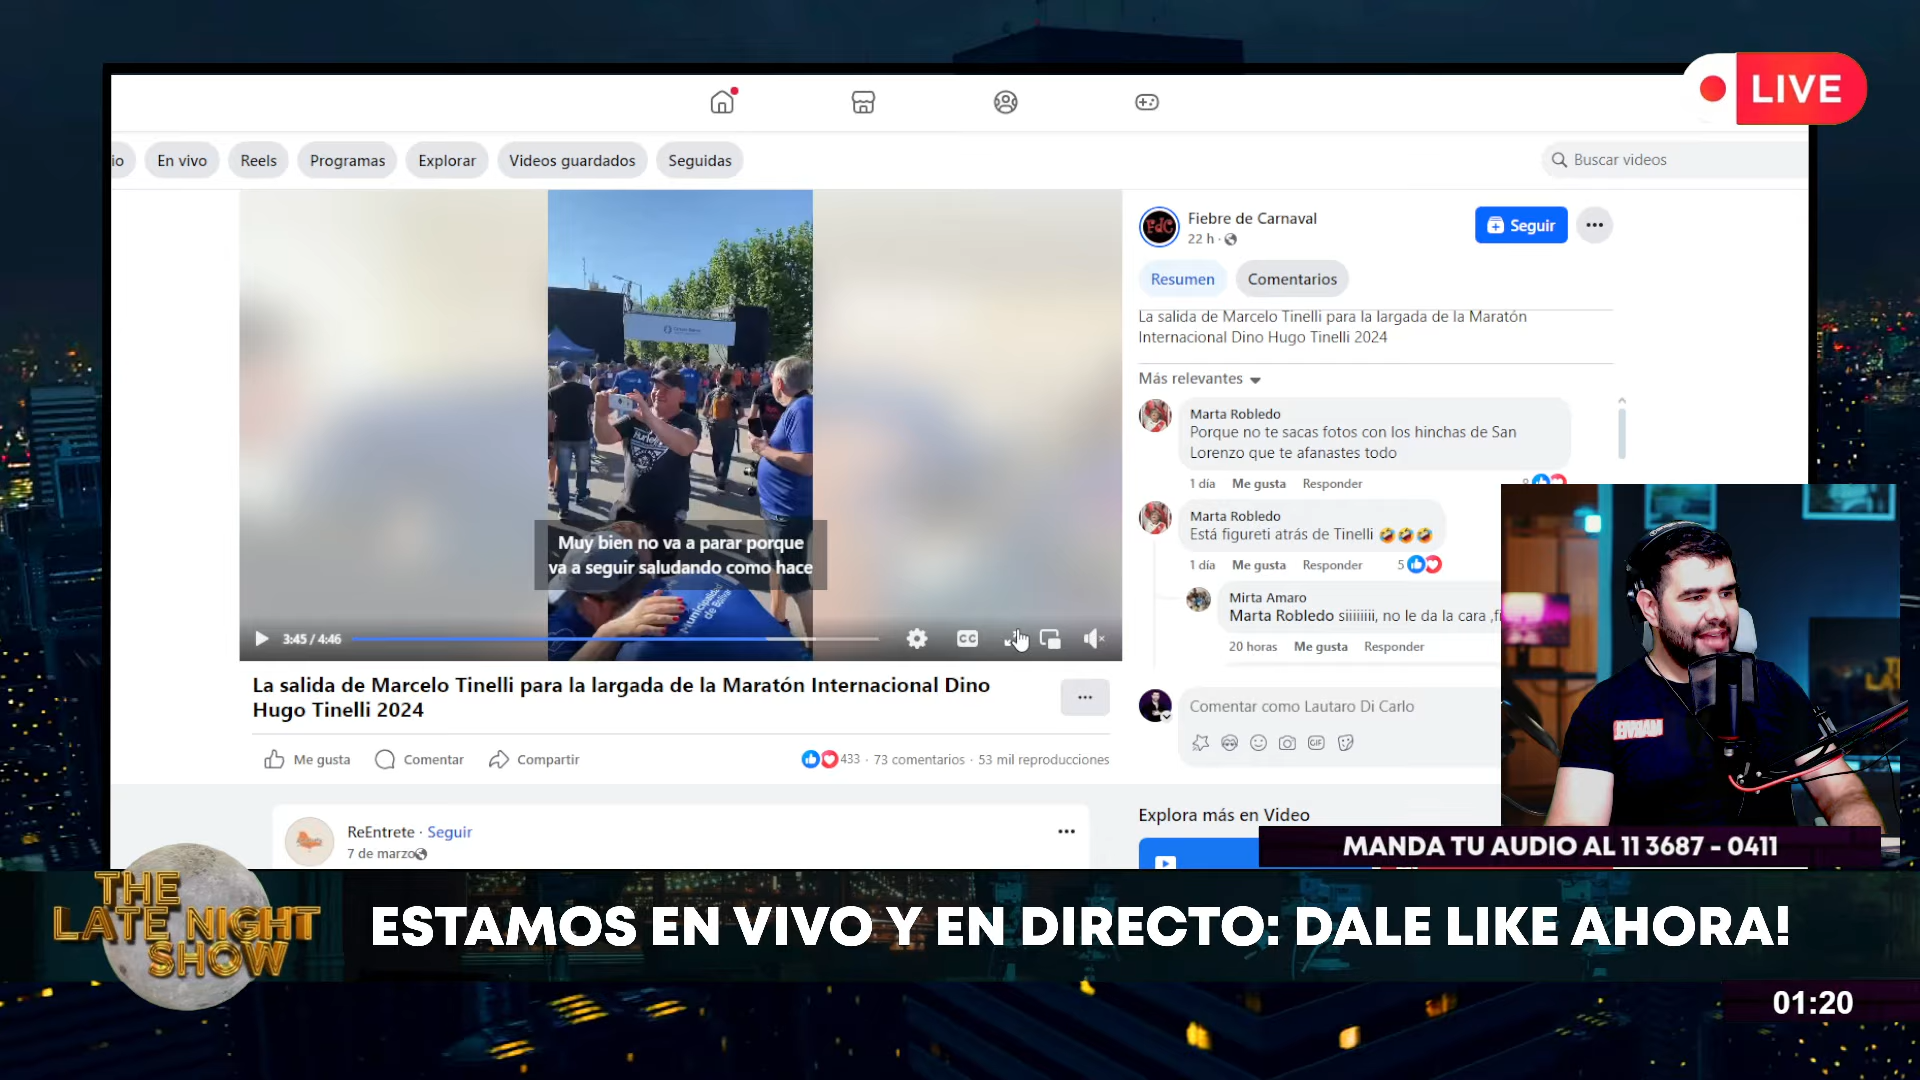 LIVE
En vivo
Reels
Programas
Explorar
Videos guardados
Seguidas
Buscar videos
Muy bien no va a parar porque
va a seguir saludando como hace
Municipalidad
de Bolívar
3:45 / 4:46
CC
La salida de Marcelo Tinelli para la largada de la Maratón Internacional Dino
Hugo Tinelli 2024
Me gusta
Comentar
Compartir
433 · 73 comentarios · 53 mil reproducciones
ReEntrete · Seguir
7 de marzo
FdC
Fiebre de Carnaval
22 h ·
Seguir
Resumen
Comentarios
La salida de Marcelo Tinelli para la largada de la Maratón
Internacional Dino Hugo Tinelli 2024
Más relevantes
Marta Robledo
Porque no te sacas fotos con los hinchas de San
Lorenzo que te afanastes todo
1 día Me gusta Responder
Marta Robledo
Está figureti atrás de Tinelli 🤣🤣🤣
1 día Me gusta Responder 5
Mirta Amaro
Marta Robledo siiiiiiii, no le da la cara ,fi
20 horas Me gusta Responder
Comentar como Lautaro Di Carlo
GIF
Explora más en Video
MANDA TU AUDIO AL 11 3687 - 0411
THE
LATE NIGHT
SHOW
ESTAMOS EN VIVO Y EN DIRECTO: DALE LIKE AHORA!
01:20